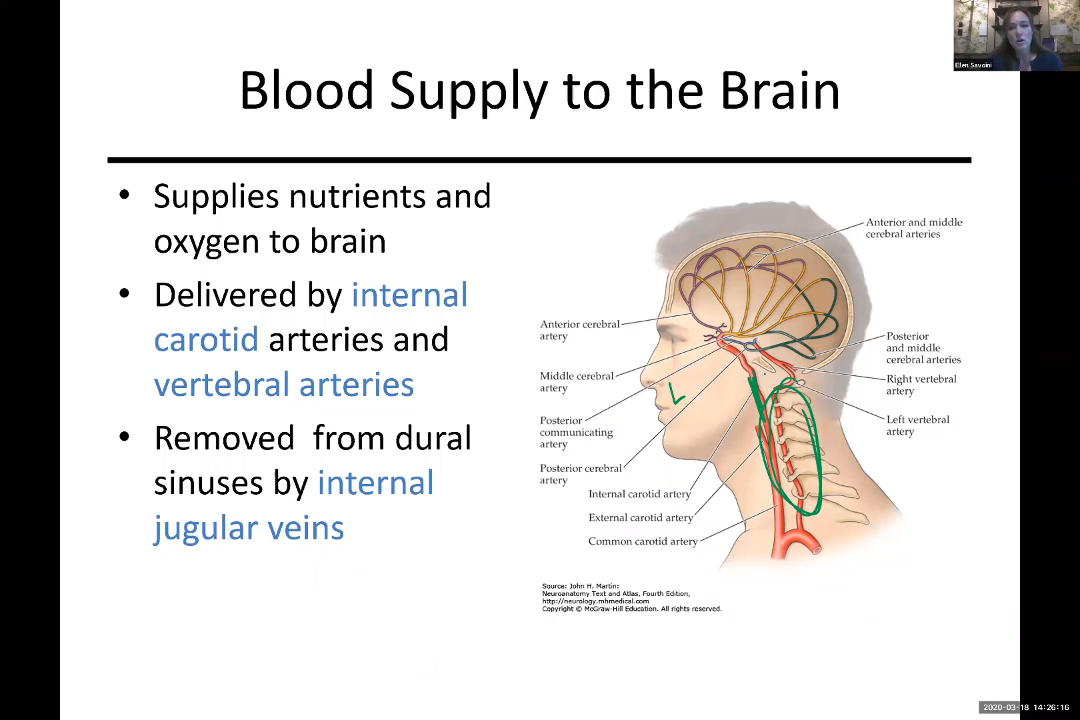 Ellen Savoini
Blood Supply to the Brain
• Supplies nutrients and
oxygen to brain
• Delivered by internal
carotid arteries and
vertebral arteries
• Removed from dural
sinuses by internal
jugular veins
Anterior and middle
cerebral arteries
Anterior cerebral
artery
Middle cerebral
artery
Posterior
communicating
artery
Posterior cerebral
artery
Internal carotid artery
External carotid artery
Common carotid artery
Posterior
and middle
cerebral arteries
Right vertebral
artery
Left vertebral
artery
L
Source: John H. Martin:
Neuroanatomy Text and Atlas, Fourth Edition,
http://neurology.mhmedical.com
Copyright © McGraw-Hill Education. All rights reserved.
2020-03-18 14:26:16